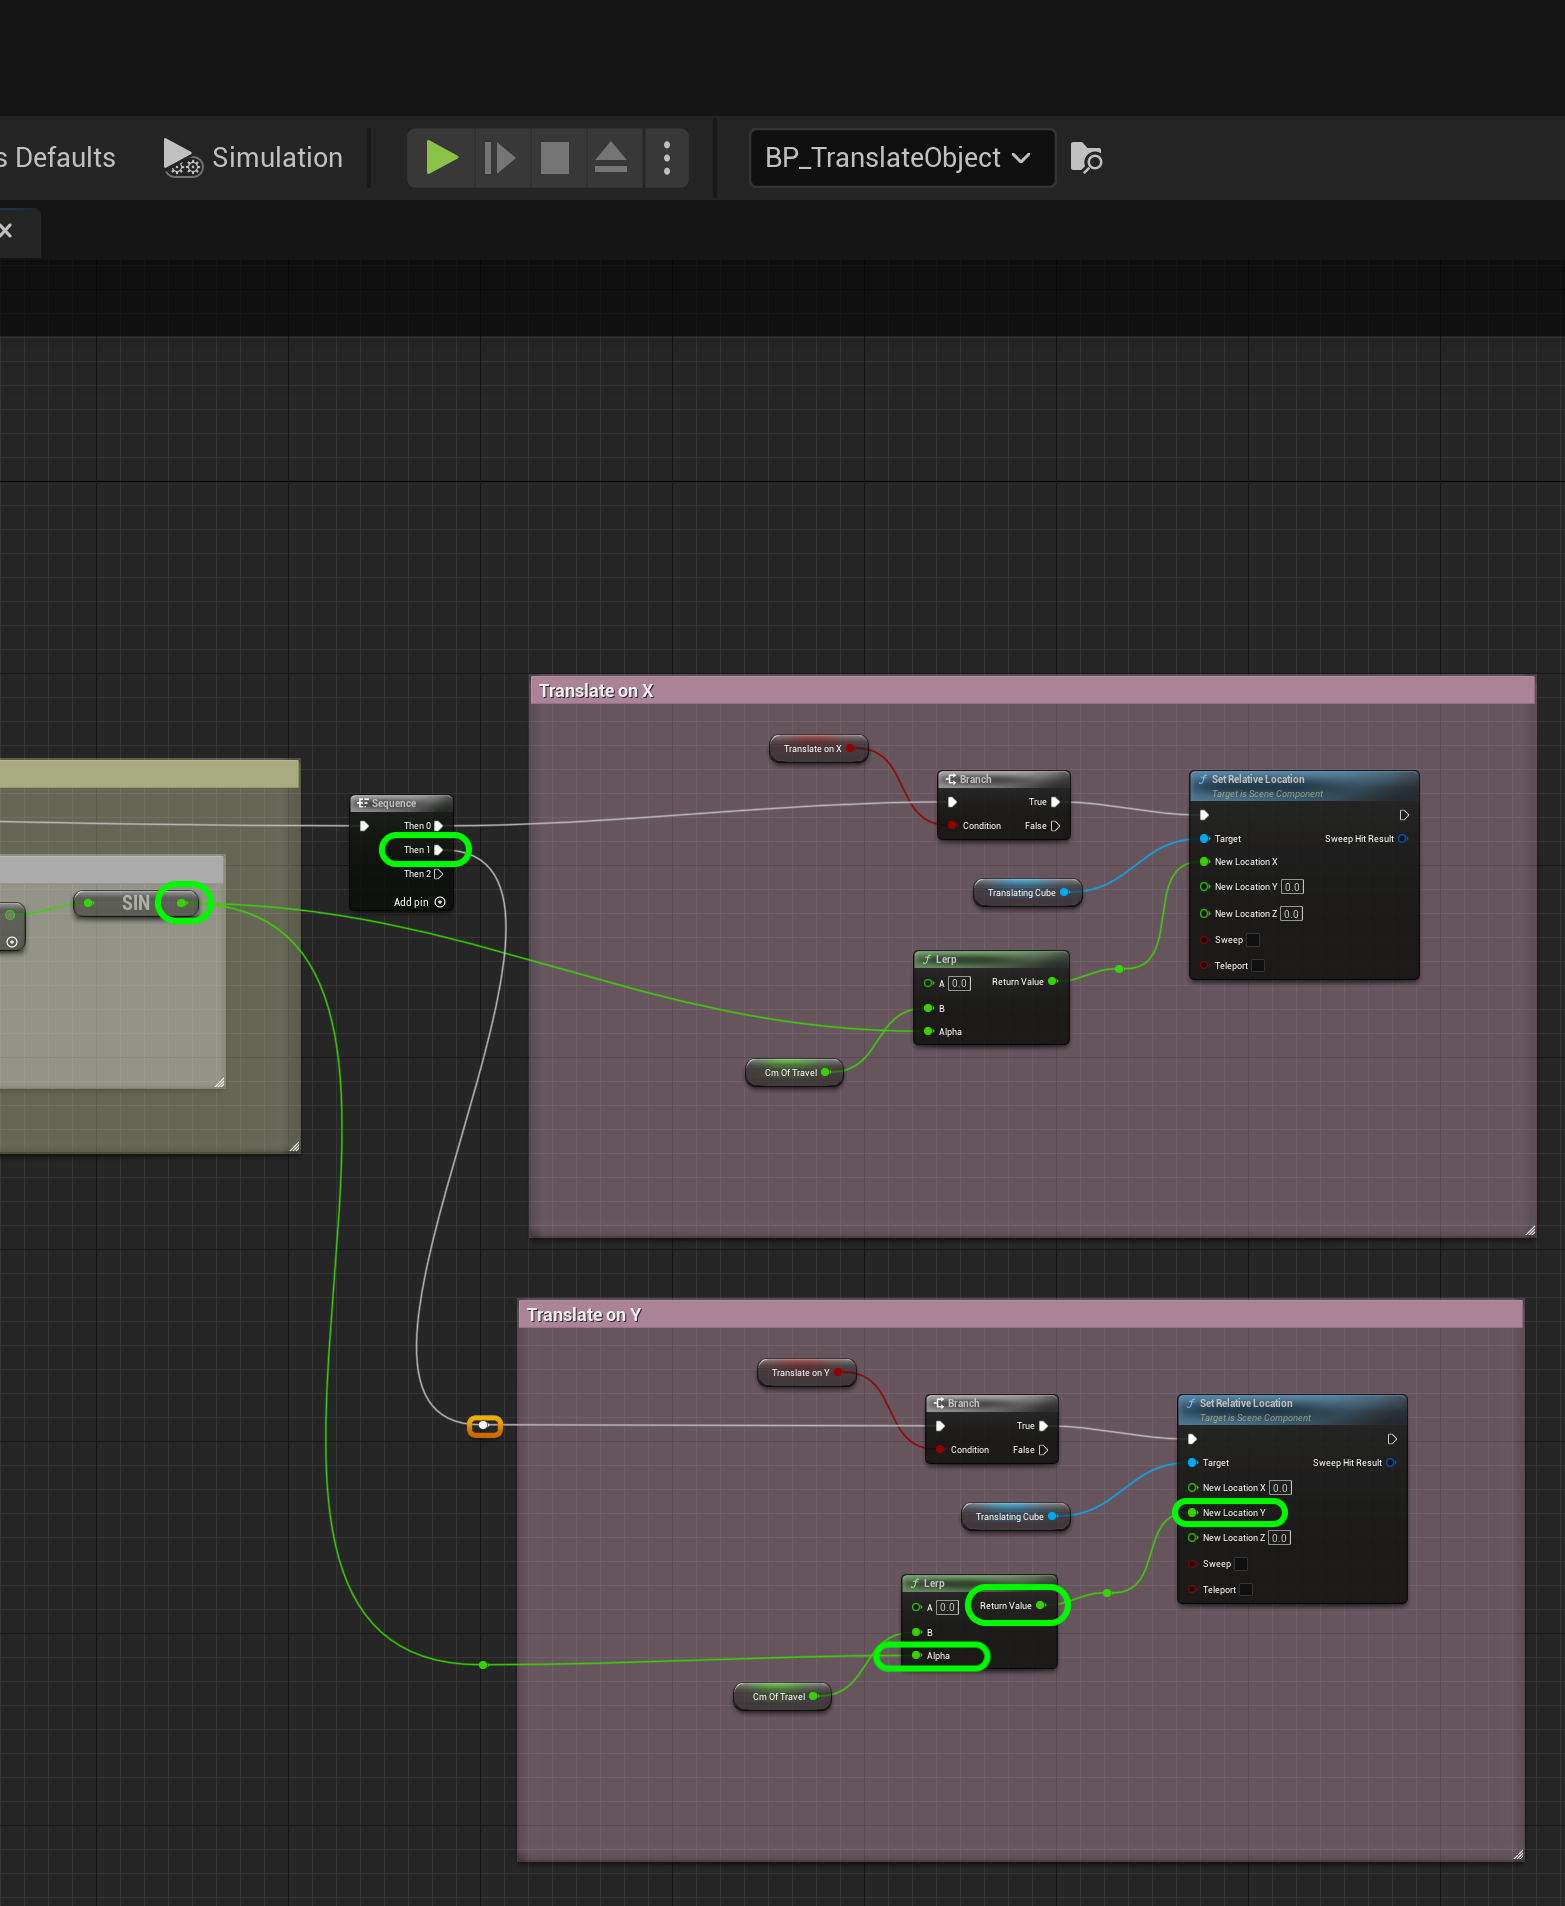 s Defaults
Simulation
BP_TranslateObject
Translate on X
Translate on X
Branch
True
Condition
False
Set Relative Location
Target is Scene Component
Target
Sweep Hit Result
New Location X
New Location Y 0.0
New Location Z 0.0
Sweep
Teleport
Translating Cube
Lerp
A 0.0
Return Value
B
Alpha
Cm Of Travel
Sequence
Then 0
Then 1
Then 2
Add pin
SIN
Translate on Y
Translate on Y
Branch
True
Condition
False
Set Relative Location
Target is Scene Component
Target
Sweep Hit Result
New Location X 0.0
New Location Y
New Location Z 0.0
Sweep
Teleport
Translating Cube
Lerp
A 0.0
Return Value
B
Alpha
Cm Of Travel